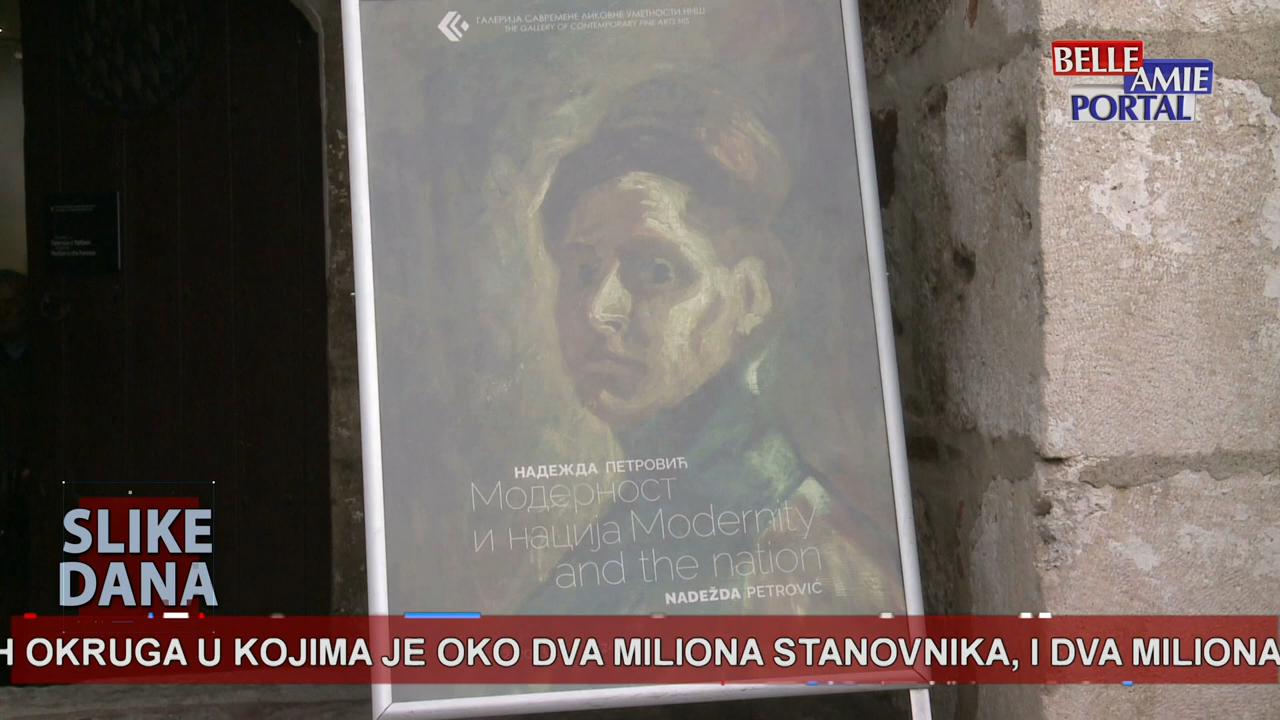 ГАЛЕРИЈА САВРЕМЕНЕ ЛИКОВНЕ УМЕТНОСТИ НИШ
THE GALLERY OF CONTEMPORARY FINE ARTS NIS
BELLE
AMIE
PORTAL
НАДЕЖДА ПЕТРОВИЋ
Модерност
и нација Modernity
and the nation
NADEŽDA PETROVIĆ
SLIKE
DANA
H OKRUGA U KOJIMA JE OKO DVA MILIONA STANOVNIKA, I DVA MILIONA